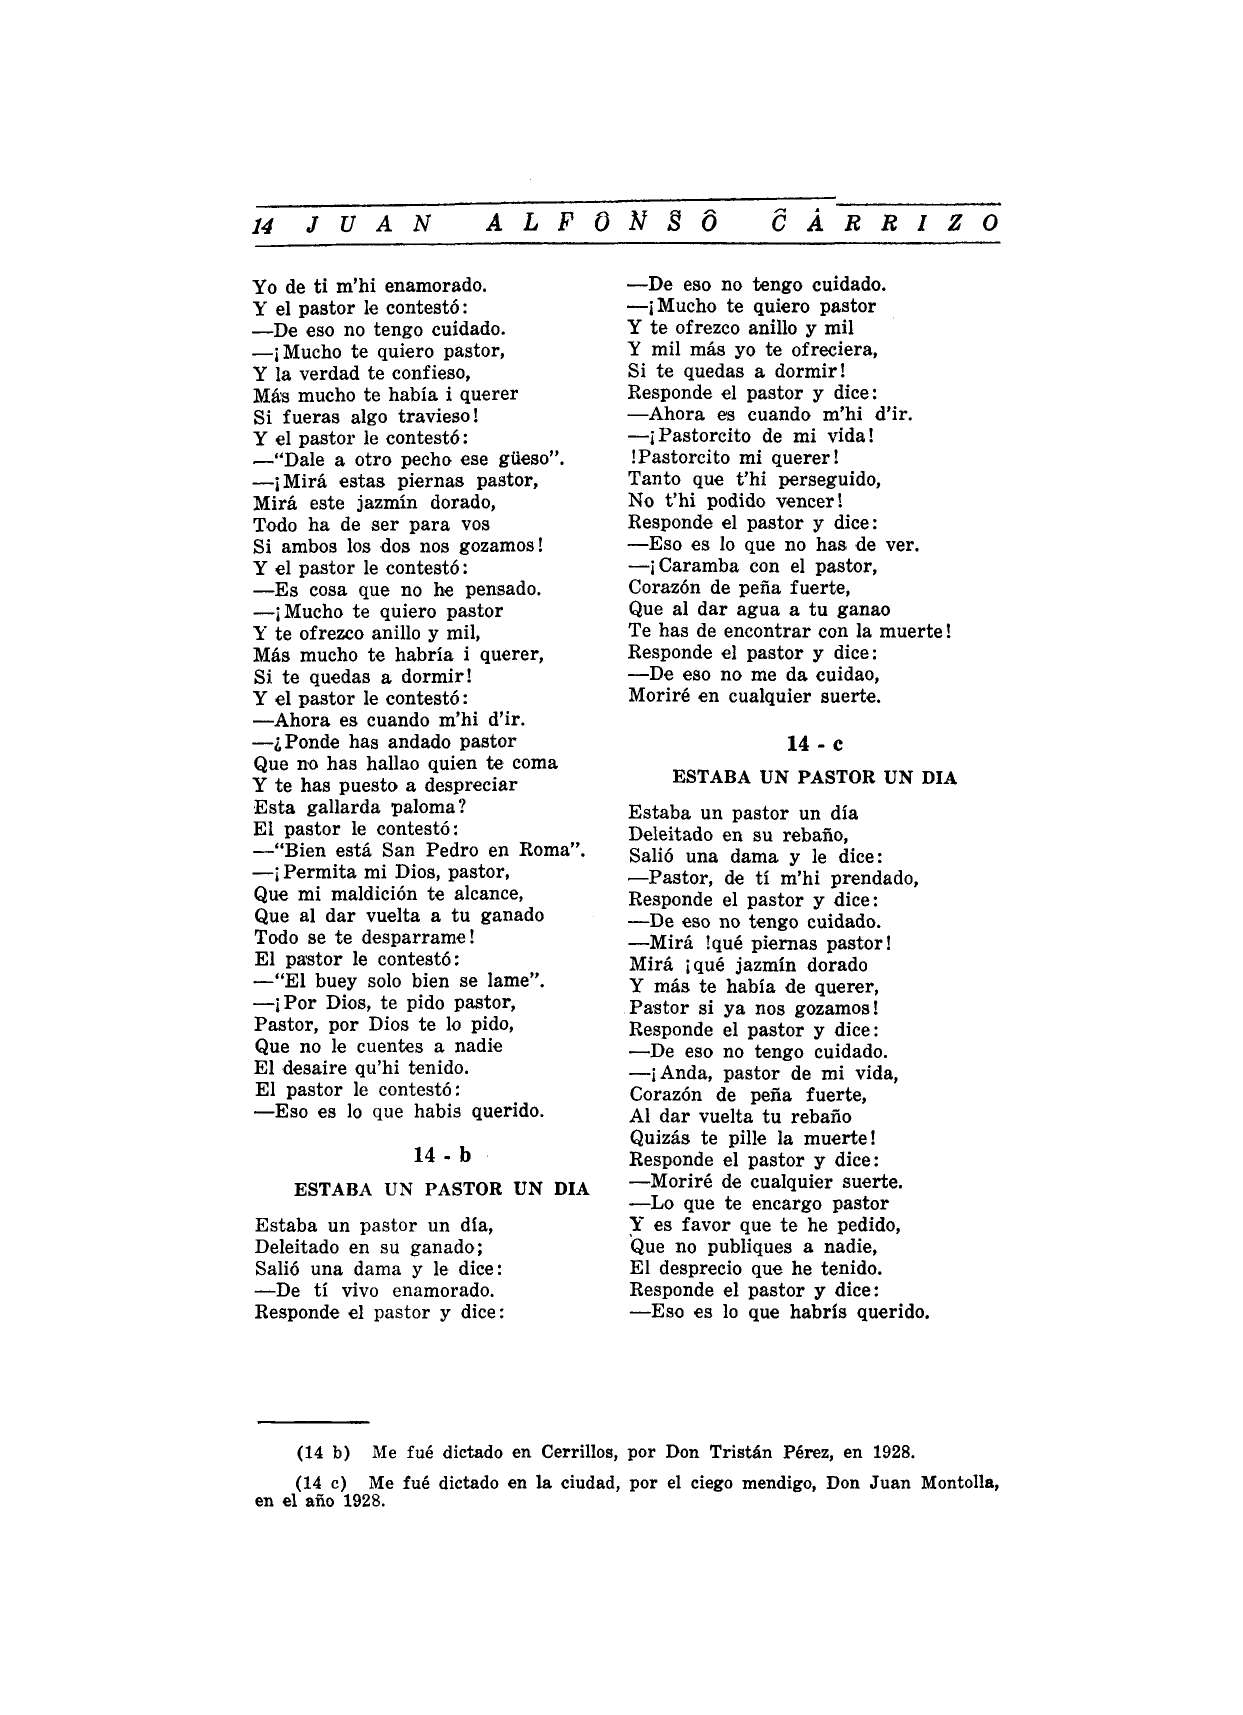 14 JUAN ALFONSO CARRIZO
Yo de ti m'hi enamorado.
Y el pastor le contestó:
—De eso no tengo cuidado.
—¡Mucho te quiero pastor,
Y la verdad te confieso,
Más mucho te había i querer
Si fueras algo travieso!
Y el pastor le contestó:
—“Dale a otro pecho ese güeso”.
—¡Mirá estas piernas pastor,
Mirá este jazmín dorado,
Todo ha de ser para vos
Si ambos los dos nos gozamos!
Y el pastor le contestó:
—Es cosa que no he pensado.
—¡Mucho te quiero pastor
Y te ofrezco anillo y mil,
Más mucho te habría i querer,
Si te quedas a dormir!
Y el pastor le contestó:
—Ahora es cuando m'hi d'ir.
—¿Ponde has andado pastor
Que no has hallao quien te coma
Y te has puesto a despreciar
Esta gallarda paloma?
El pastor le contestó:
—“Bien está San Pedro en Roma”.
—¡Permita mi Dios, pastor,
Que mi maldición te alcance,
Que al dar vuelta a tu ganado
Todo se te desparrame!
El pastor le contestó:
—“El buey solo bien se lame”.
—¡Por Dios, te pido pastor,
Pastor, por Dios te lo pido,
Que no le cuentes a nadie
El desaire qu'hi tenido.
El pastor le contestó:
—Eso es lo que habis querido.
14 - b
ESTABA UN PASTOR UN DIA
Estaba un pastor un día,
Deleitado en su ganado;
Salió una dama y le dice:
—De tí vivo enamorado.
Responde el pastor y dice:
—De eso no tengo cuidado.
—¡Mucho te quiero pastor
Y te ofrezco anillo y mil
Y mil más yo te ofreciera,
Si te quedas a dormir!
Responde el pastor y dice:
—Ahora es cuando m'hi d'ir.
—¡Pastorcito de mi vida!
!Pastorcito mi querer!
Tanto que t'hi perseguido,
No t'hi podido vencer!
Responde el pastor y dice:
—Eso es lo que no has de ver.
—¡Caramba con el pastor,
Corazón de peña fuerte,
Que al dar agua a tu ganao
Te has de encontrar con la muerte!
Responde el pastor y dice:
—De eso no me da cuidao,
Moriré en cualquier suerte.
14 - c
ESTABA UN PASTOR UN DIA
Estaba un pastor un día
Deleitado en su rebaño,
Salió una dama y le dice:
—Pastor, de tí m'hi prendado,
Responde el pastor y dice:
—De eso no tengo cuidado.
—Mirá !qué piernas pastor!
Mirá ¡qué jazmín dorado
Y más te había de querer,
Pastor si ya nos gozamos!
Responde el pastor y dice:
—De eso no tengo cuidado.
—¡Anda, pastor de mi vida,
Corazón de peña fuerte,
Al dar vuelta tu rebaño
Quizás te pille la muerte!
Responde el pastor y dice:
—Moriré de cualquier suerte.
—Lo que te encargo pastor
Y es favor que te he pedido,
Que no publiques a nadie,
El desprecio que he tenido.
Responde el pastor y dice:
—Eso es lo que habrís querido.
(14 b) Me fué dictado en Cerrillos, por Don Tristán Pérez, en 1928.
(14 c) Me fué dictado en la ciudad, por el ciego mendigo, Don Juan Montolla,
en el año 1928.